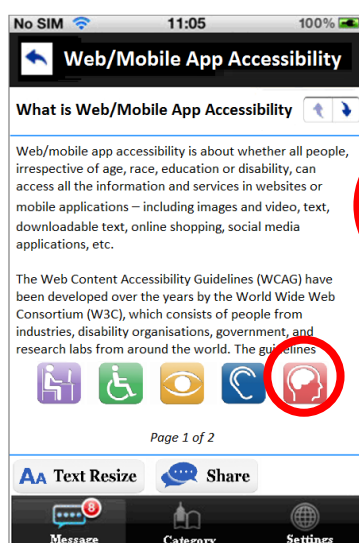 No SIM 11:05 100%
Web/Mobile App Accessibility
What is Web/Mobile App Accessibility
Web/mobile app accessibility is about whether all people,
irrespective of age, race, education or disability, can
access all the information and services in websites or
mobile applications – including images and video, text,
downloadable text, online shopping, social media
applications, etc.
The Web Content Accessibility Guidelines (WCAG) have
been developed over the years by the World Wide Web
Consortium (W3C), which consists of people from
industries, disability organisations, government, and
research labs from around the world. The guidelines
Page 1 of 2
AA Text Resize Share
8
Message Category Settings